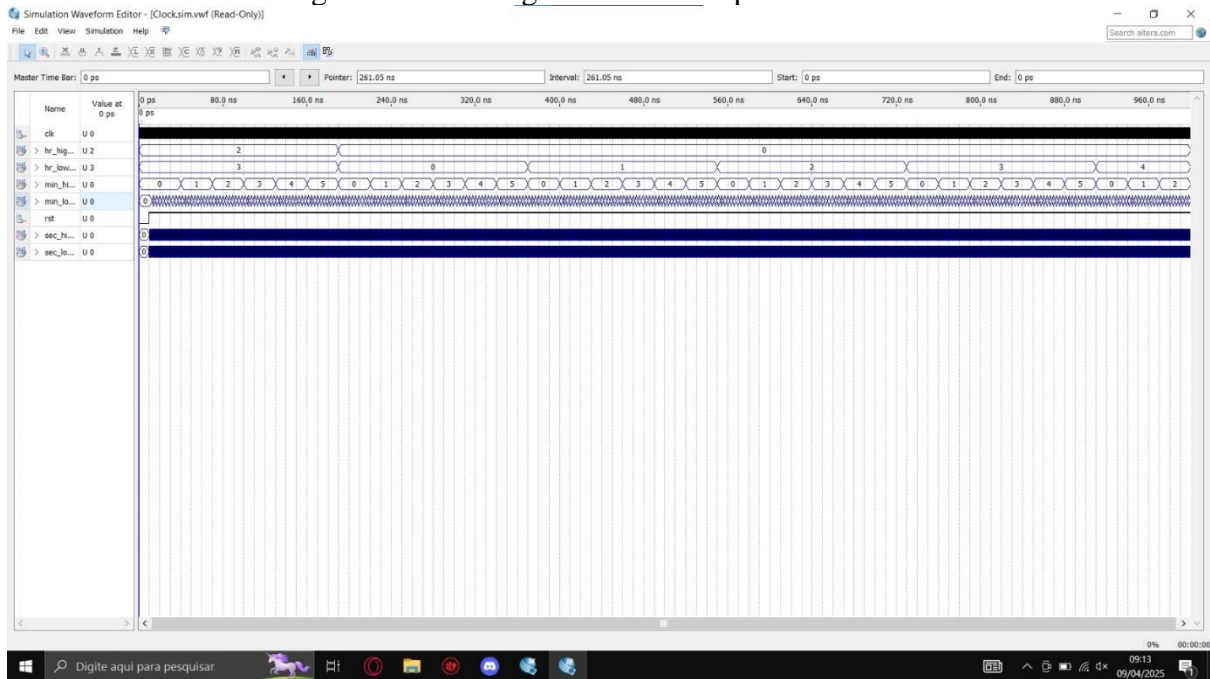 Simulation Waveform Editor - [Clock.sim.vwf (Read-Only)]
File Edit View Simulation Help
Search altera.com
Master Time Bar: 0 ps Pointer: 261.05 ns Interval: 261.05 ns Start: 0 ps End: 0 ps
Name Value at 0 ps
0 ps 80.0 ns 160.0 ns 240.0 ns 320.0 ns 400.0 ns 480.0 ns 560.0 ns 640.0 ns 720.0 ns 800.0 ns 880.0 ns 960.0 ns
0 ps
clk U 0
hr_hig... U 2 2 0
hr_low... U 3 3 0 1 2 3 4
min_hi... U 0 0 1 2 3 4 5 0 1 2 3 4 5 0 1 2 3 4 5 0 1 2 3 4 5 0 1 2 3 4 5 0 1 2
min_lo... U 0 0
rst U 0
sec_hi... U 0 0
sec_lo... U 0 0
0% 00:00:00
Digite aqui para pesquisar
09:13
09/04/2025